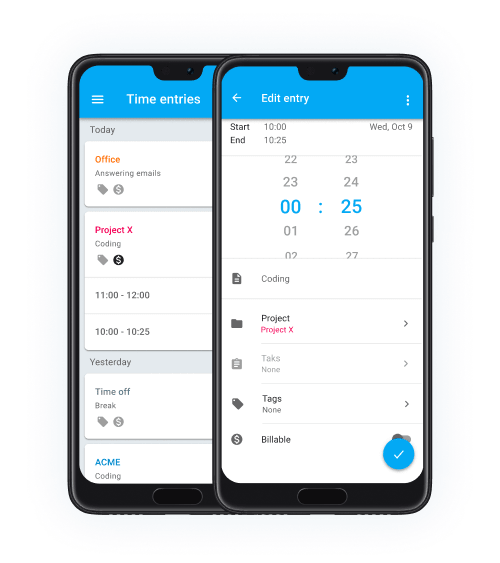 Time entries
Today
Office
Answering emails
Project X
Coding
11:00 - 12:00
10:00 - 10:25
Yesterday
Time off
Break
ACME
Coding
Edit entry
Start 10:00 Wed, Oct 9
End 10:25
22 23
23 24
00 : 25
01 26
02 27
Coding
Project
Project X
Taks
None
Tags
None
Billable